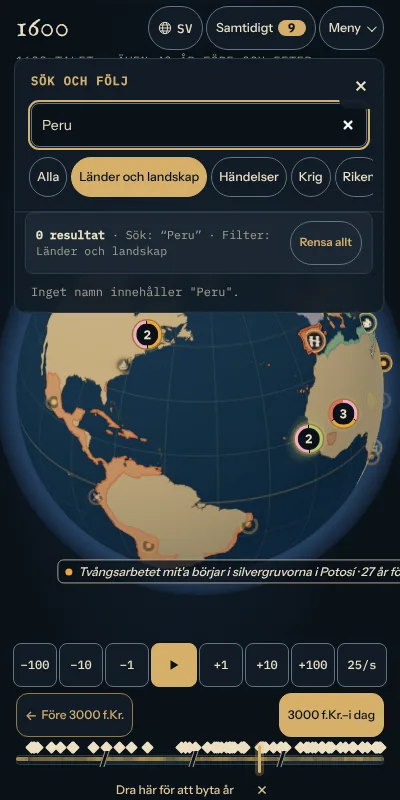 1600
SV
Samtidigt 9
Meny
SÖK OCH FÖLJ
Peru
Alla
Länder och landskap
Händelser
Krig
Riken
0 resultat · Sök: “Peru” · Filter:
Länder och landskap
Rensa allt
Inget namn innehåller "Peru".
2
3
2
Tvångsarbetet mit'a börjar i silvergruvorna i Potosí · 27 år fö
−100
−10
−1
+1
+10
+100
25/s
← Före 3000 f.Kr.
3000 f.Kr.–i dag
Dra här för att byta år